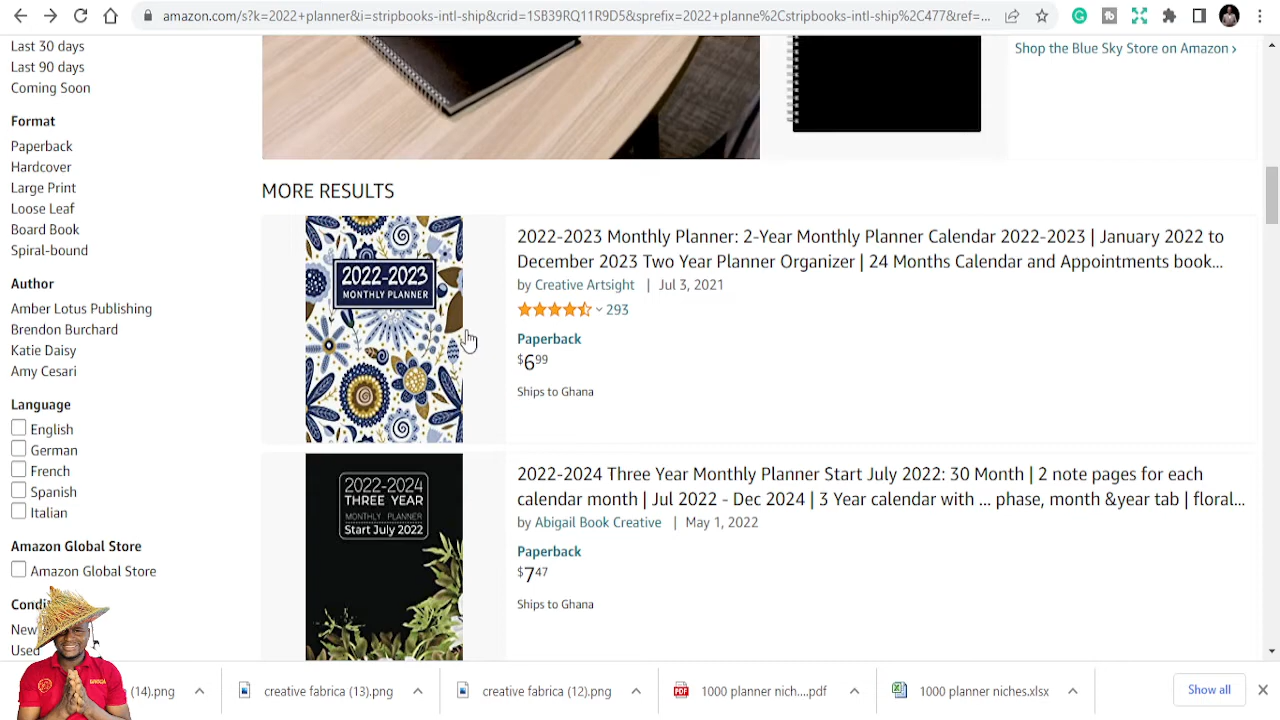 amazon.com/s?k=2022+planner&i=stripbooks-intl-ship&crid=1SB39RQ11R9D5&sprefix=2022+planne%2Cstripbooks-intl-ship%2C477&ref=...
Last 30 days
Last 90 days
Coming Soon
Format
Paperback
Hardcover
Large Print
Loose Leaf
Board Book
Spiral-bound
Author
Amber Lotus Publishing
Brendon Burchard
Katie Daisy
Amy Cesari
Language
English
German
French
Spanish
Italian
Amazon Global Store
Amazon Global Store
New
Used
Shop the Blue Sky Store on Amazon ›
MORE RESULTS
2022-2023
MONTHLY PLANNER
2022-2023 Monthly Planner: 2-Year Monthly Planner Calendar 2022-2023 | January 2022 to
December 2023 Two Year Planner Organizer | 24 Months Calendar and Appointments book...
by Creative Artsight | Jul 3, 2021
293
Paperback
$6.99
Ships to Ghana
2022-2024
THREE YEAR
MONTHLY PLANNER
Start July 2022
2022-2024 Three Year Monthly Planner Start July 2022: 30 Month | 2 note pages for each
calendar month | Jul 2022 - Dec 2024 | 3 Year calendar with ... phase, month &year tab | floral...
by Abigail Book Creative | May 1, 2022
Paperback
$7.47
Ships to Ghana
(14).png
creative fabrica (13).png
creative fabrica (12).png
PDF
1000 planner nich....pdf
1000 planner niches.xlsx
Show all